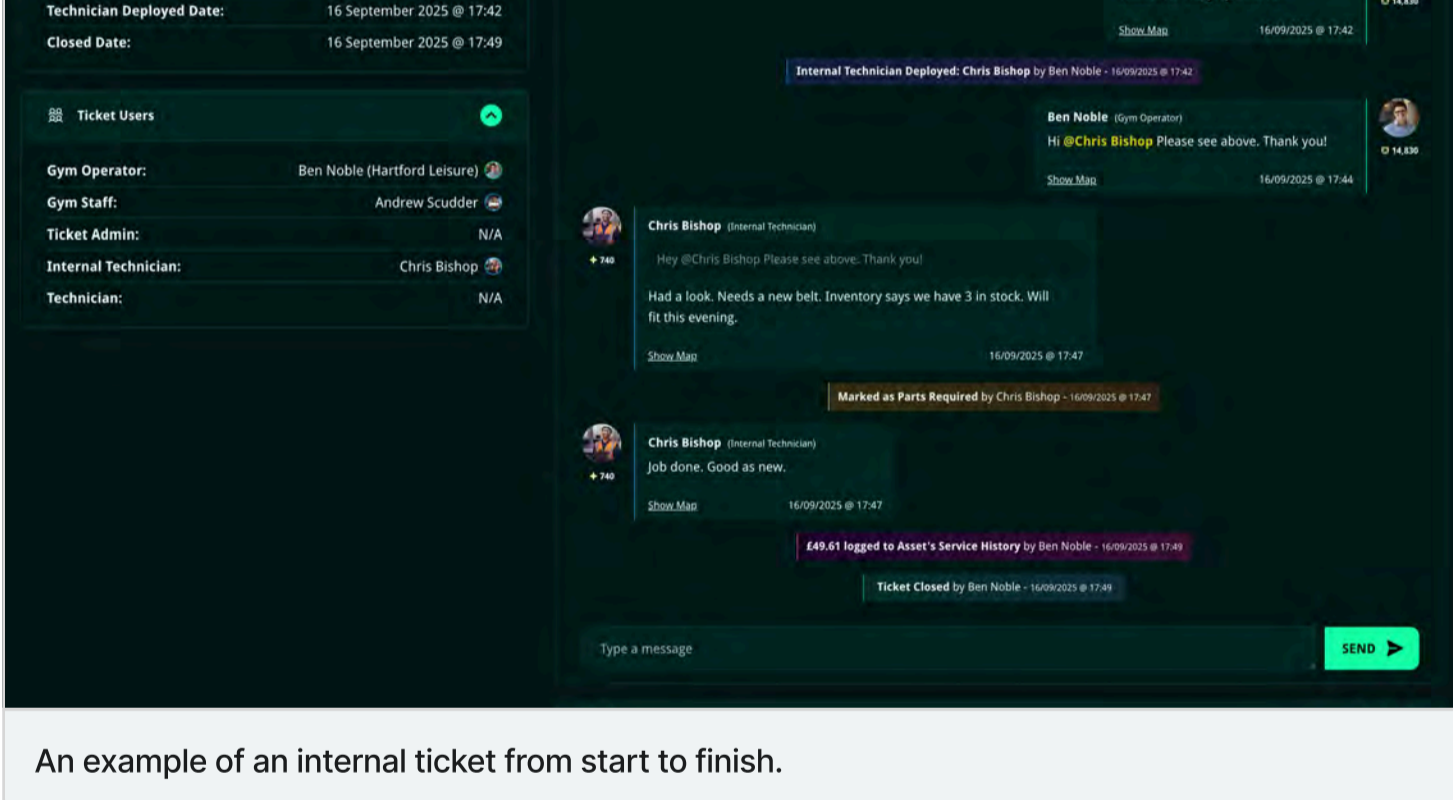 Technician Deployed Date: 16 September 2025 @ 17:42
Closed Date: 16 September 2025 @ 17:49
Ticket Users
Gym Operator: Ben Noble (Hartford Leisure)
Gym Staff: Andrew Scudder
Ticket Admin: N/A
Internal Technician: Chris Bishop
Technician: N/A
14,830
Show Map 16/09/2025 @ 17:42
Internal Technician Deployed: Chris Bishop by Ben Noble - 16/09/2025 @ 17:42
Ben Noble (Gym Operator)
Hi @Chris Bishop Please see above. Thank you!
14,830
Show Map 16/09/2025 @ 17:44
Chris Bishop (Internal Technician)
+ 740
Hey @Chris Bishop Please see above. Thank you!
Had a look. Needs a new belt. Inventory says we have 3 in stock. Will
fit this evening.
Show Map 16/09/2025 @ 17:47
Marked as Parts Required by Chris Bishop - 16/09/2025 @ 17:47
Chris Bishop (Internal Technician)
Job done. Good as new.
+ 740
Show Map 16/09/2025 @ 17:47
£49.61 logged to Asset's Service History by Ben Noble - 16/09/2025 @ 17:49
Ticket Closed by Ben Noble - 16/09/2025 @ 17:49
Type a message
SEND
An example of an internal ticket from start to finish.